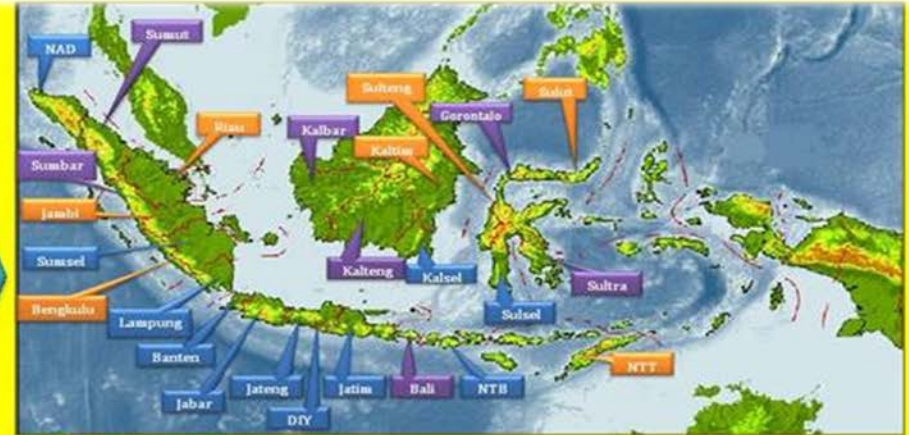 Sumut
NAD
Sulteng
Sulut
Gorontalo
Riau
Kalbar
Kaltim
Sumbar
Jambi
Sumsel
Kalteng
Kalsel
Sultra
Bengkulu
Lampung
Sulsel
Banten
NTT
Jabar
Jateng
Jatim
Bali
NTB
DIY